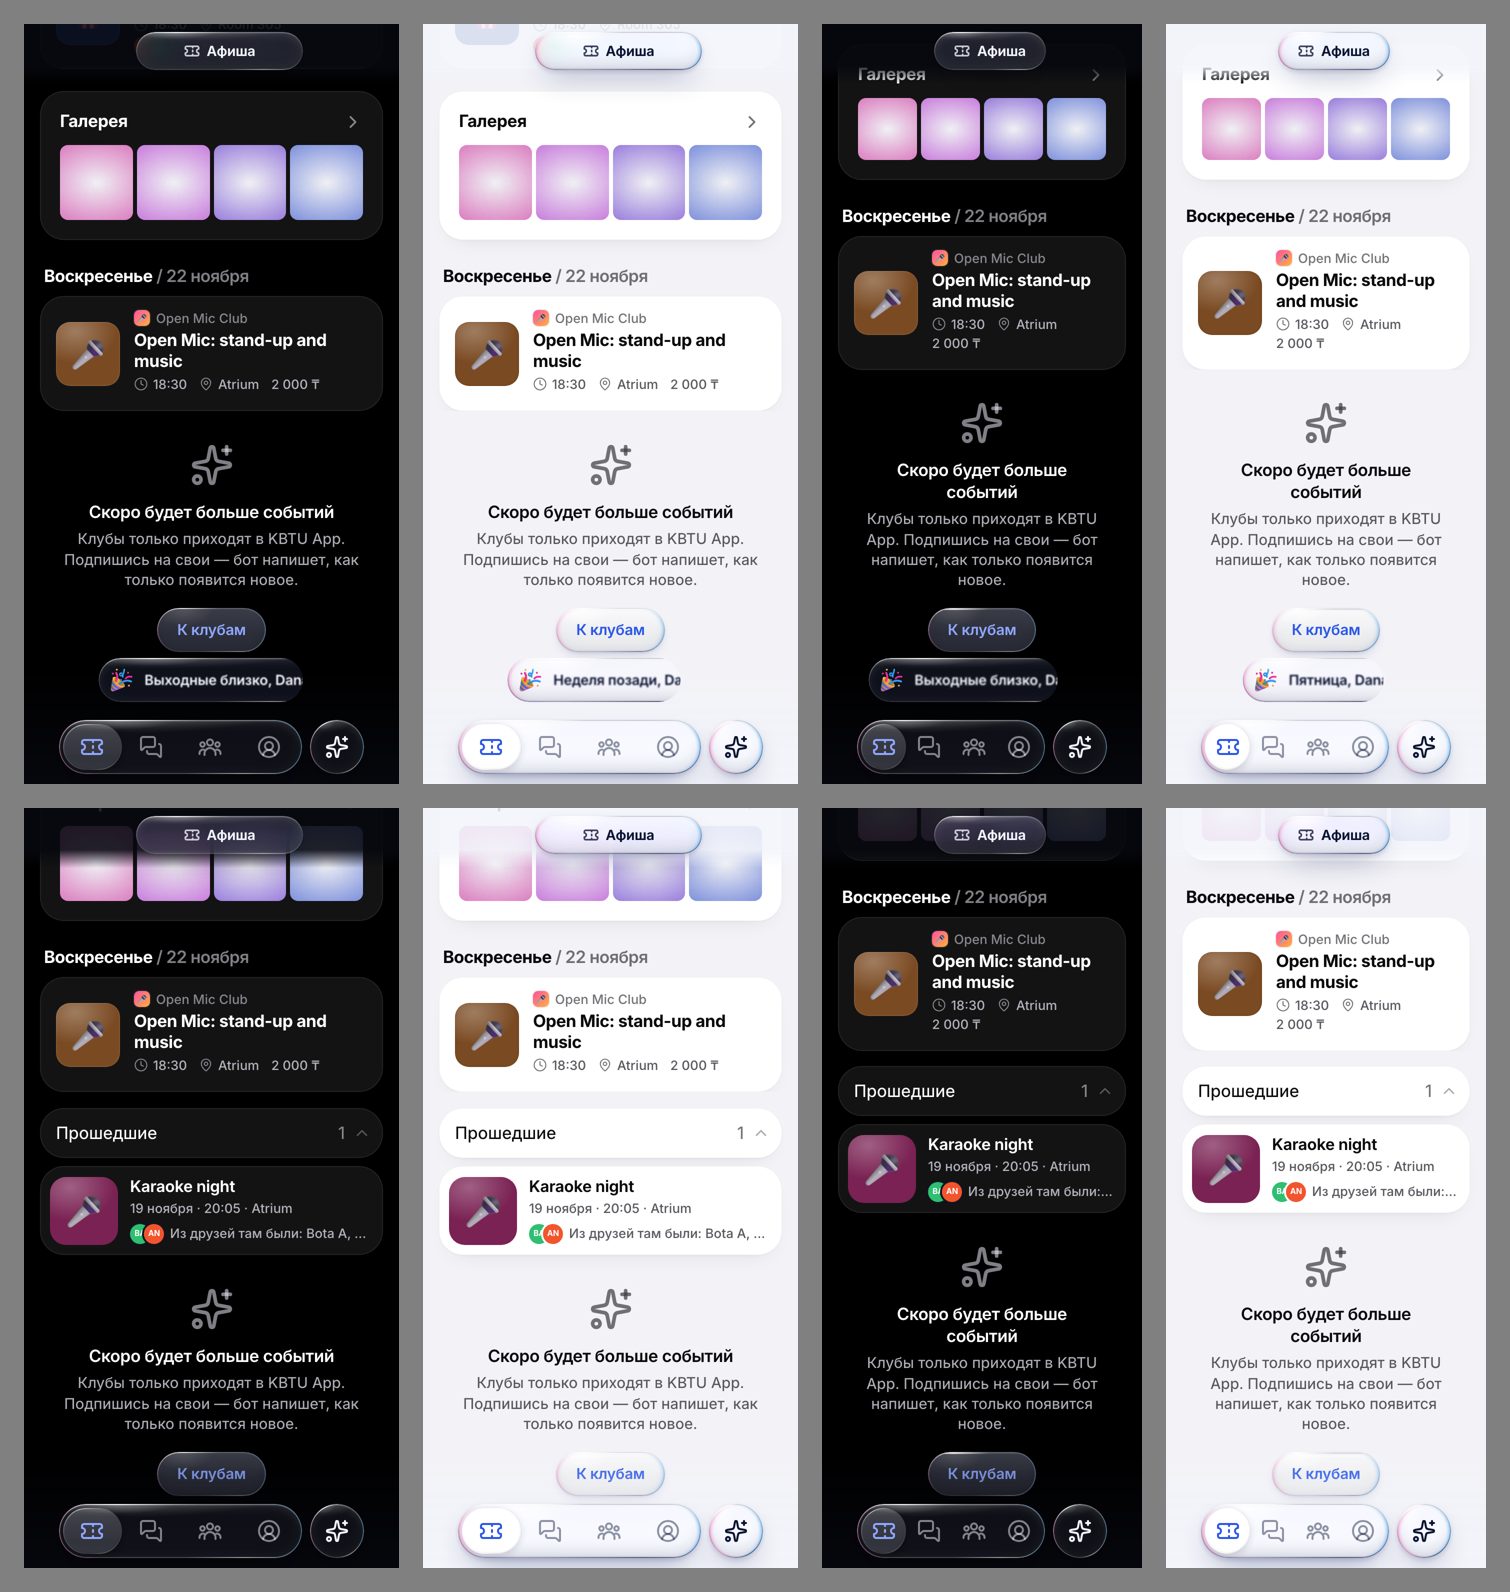 Афиша
Галерея
Воскресенье / 22 ноября
Open Mic Club
Open Mic: stand-up and
music
18:30 Atrium 2 000 ₸
Скоро будет больше событий
Клубы только приходят в KBTU App.
Подпишись на свои — бот напишет, как
только появится новое.
К клубам
Выходные близко, Dan
Афиша
Галерея
Воскресенье / 22 ноября
Open Mic Club
Open Mic: stand-up and
music
18:30 Atrium 2 000 ₸
Скоро будет больше событий
Клубы только приходят в KBTU App.
Подпишись на свои — бот напишет, как
только появится новое.
К клубам
Неделя позади, Da
Афиша
Галерея
Воскресенье / 22 ноября
Open Mic Club
Open Mic: stand-up
and music
18:30 Atrium
2 000 ₸
Скоро будет больше
событий
Клубы только приходят в KBTU
App. Подпишись на свои — бот
напишет, как только появится
новое.
К клубам
Выходные близко, Da
Афиша
Галерея
Воскресенье / 22 ноября
Open Mic Club
Open Mic: stand-up
and music
18:30 Atrium
2 000 ₸
Скоро будет больше
событий
Клубы только приходят в KBTU
App. Подпишись на свои — бот
напишет, как только появится
новое.
К клубам
Пятница, Dana
Афиша
Воскресенье / 22 ноября
Open Mic Club
Open Mic: stand-up and
music
18:30 Atrium 2 000 ₸
Прошедшие 1
Karaoke night
19 ноября · 20:05 · Atrium
AN Из друзей там были: Bota A, ...
Скоро будет больше событий
Клубы только приходят в KBTU App.
Подпишись на свои — бот напишет, как
только появится новое.
К клубам
Афиша
Воскресенье / 22 ноября
Open Mic Club
Open Mic: stand-up and
music
18:30 Atrium 2 000 ₸
Прошедшие 1
Karaoke night
19 ноября · 20:05 · Atrium
AN Из друзей там были: Bota A, ...
Скоро будет больше событий
Клубы только приходят в KBTU App.
Подпишись на свои — бот напишет, как
только появится новое.
К клубам
Афиша
Воскресенье / 22 ноября
Open Mic Club
Open Mic: stand-up
and music
18:30 Atrium
2 000 ₸
Прошедшие 1
Karaoke night
19 ноября · 20:05 · Atrium
AN Из друзей там были:...
Скоро будет больше
событий
Клубы только приходят в KBTU
App. Подпишись на свои — бот
напишет, как только появится
новое.
К клубам
Афиша
Воскресенье / 22 ноября
Open Mic Club
Open Mic: stand-up
and music
18:30 Atrium
2 000 ₸
Прошедшие 1
Karaoke night
19 ноября · 20:05 · Atrium
AN Из друзей там были:...
Скоро будет больше
событий
Клубы только приходят в KBTU
App. Подпишись на свои — бот
напишет, как только появится
новое.
К клубам